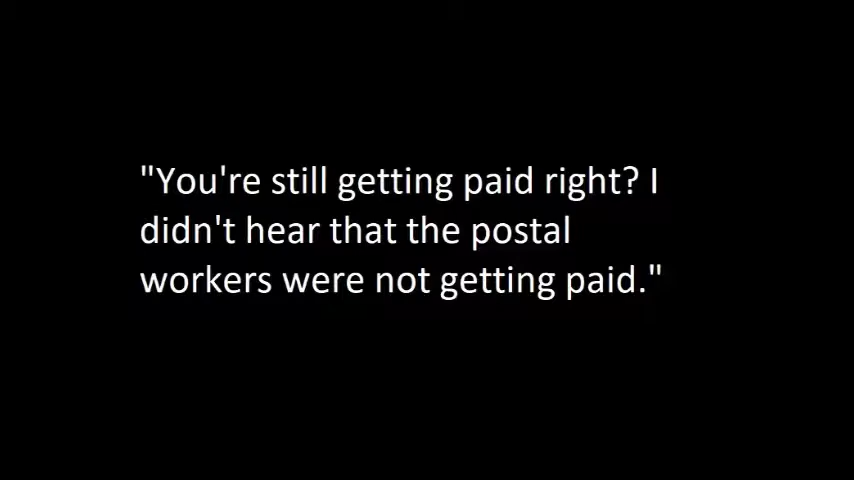 "You're still getting paid right? I
didn't hear that the postal
workers were not getting paid."